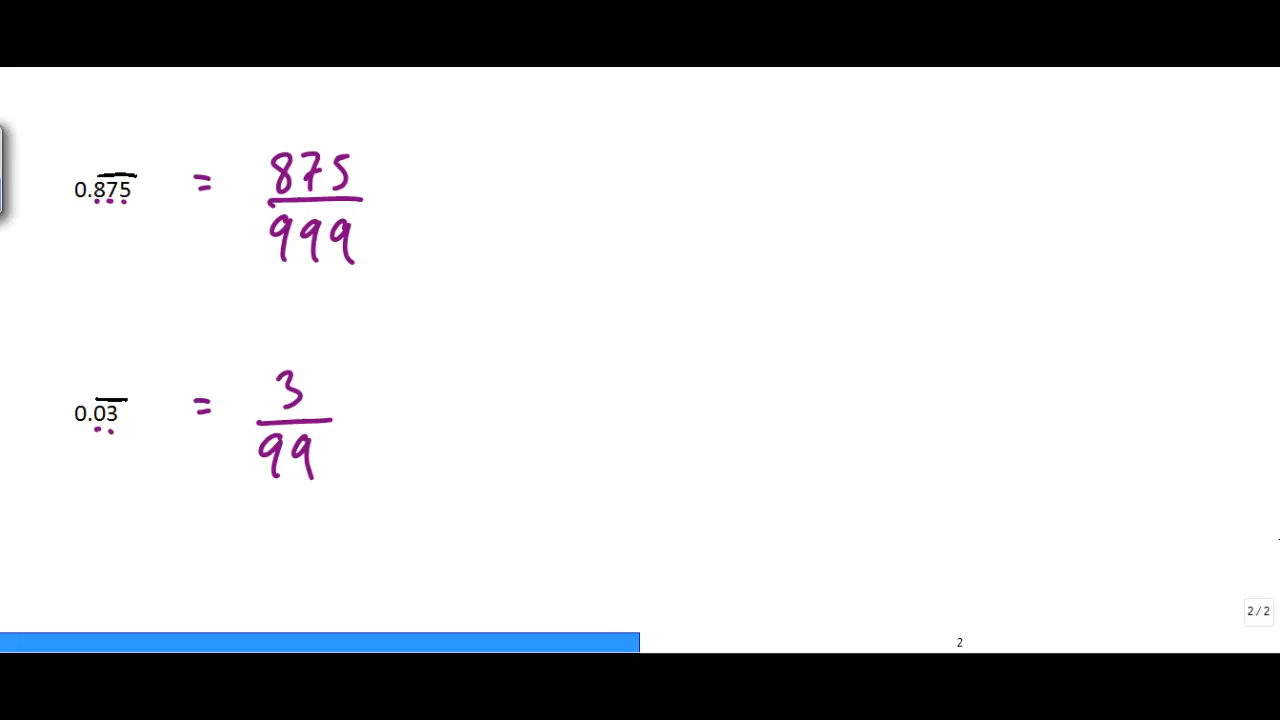 0.875 = 875/999
0.03 = 3/99
2 / 2
2